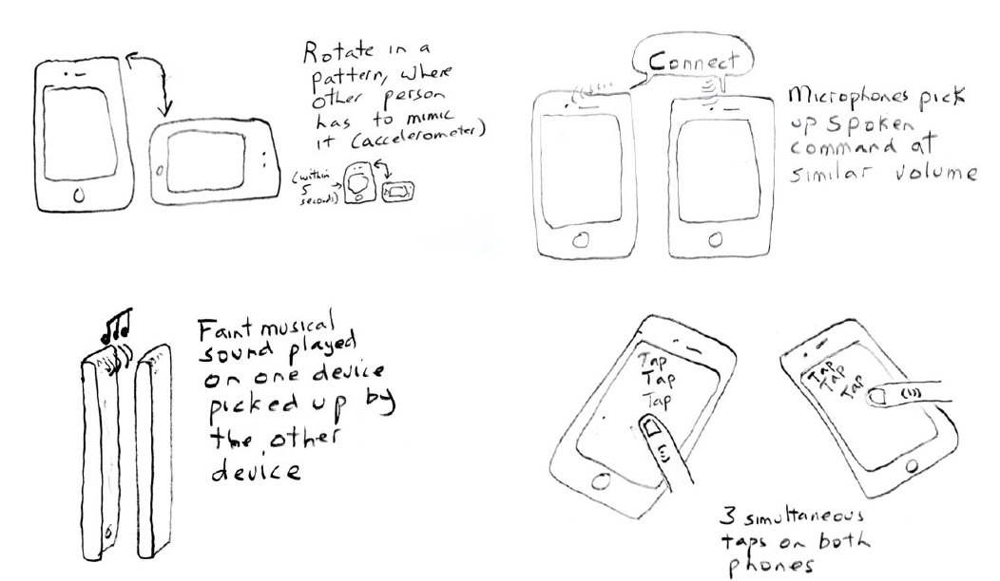 Rotate in a
pattern, where
other person
has to mimic
it (accelerometer)
(within
5
seconds)
Connect
Microphones pick
up spoken
command at
similar volume
Faint musical
sound played
on one device
picked up by
the other
device
Tap
Tap
Tap
Tap
Tap
Tap
3 simultaneous
taps on both
phones